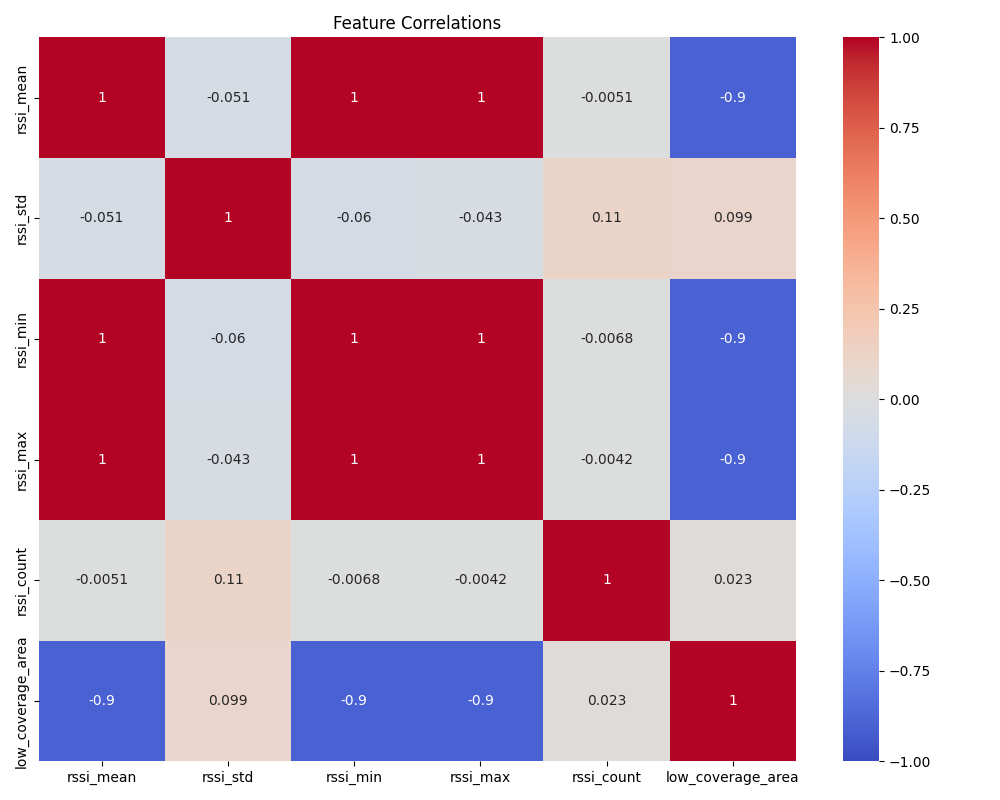 Feature Correlations
rssi_mean 1 -0.051 1 1 -0.0051 -0.9
rssi_std -0.051 1 -0.06 -0.043 0.11 0.099
rssi_min 1 -0.06 1 1 -0.0068 -0.9
rssi_max 1 -0.043 1 1 -0.0042 -0.9
rssi_count -0.0051 0.11 -0.0068 -0.0042 1 0.023
low_coverage_area -0.9 0.099 -0.9 -0.9 0.023 1
rssi_mean rssi_std rssi_min rssi_max rssi_count low_coverage_area
1.00
0.75
0.50
0.25
0.00
−0.25
−0.50
−0.75
−1.00